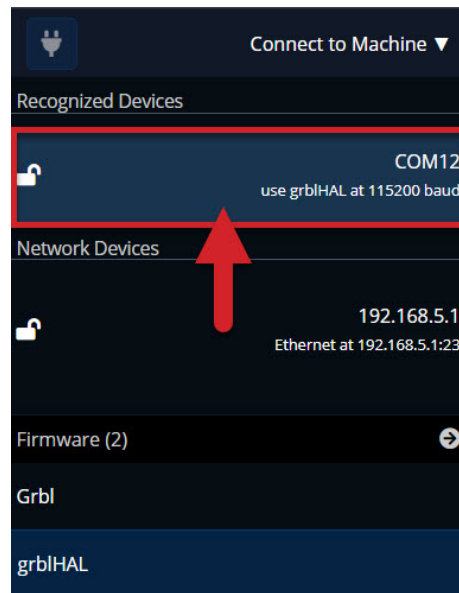 Connect to Machine ▼
Recognized Devices
COM12
use grblHAL at 115200 baud
Network Devices
192.168.5.1
Ethernet at 192.168.5.1:23
Firmware (2)
Grbl
grblHAL